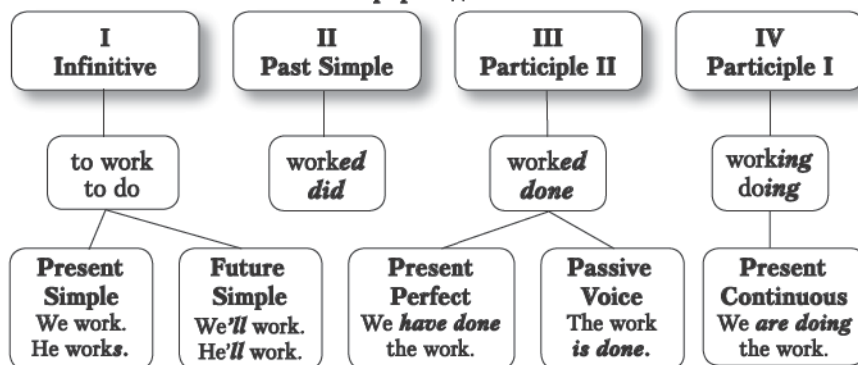 I
Infinitive
II
Past Simple
III
Participle II
IV
Participle I
to work
to do
worked
did
worked
done
working
doing
Present
Simple
We work.
He works.
Future
Simple
We'll work.
He'll work.
Present
Perfect
We have done
the work.
Passive
Voice
The work
is done.
Present
Continuous
We are doing
the work.